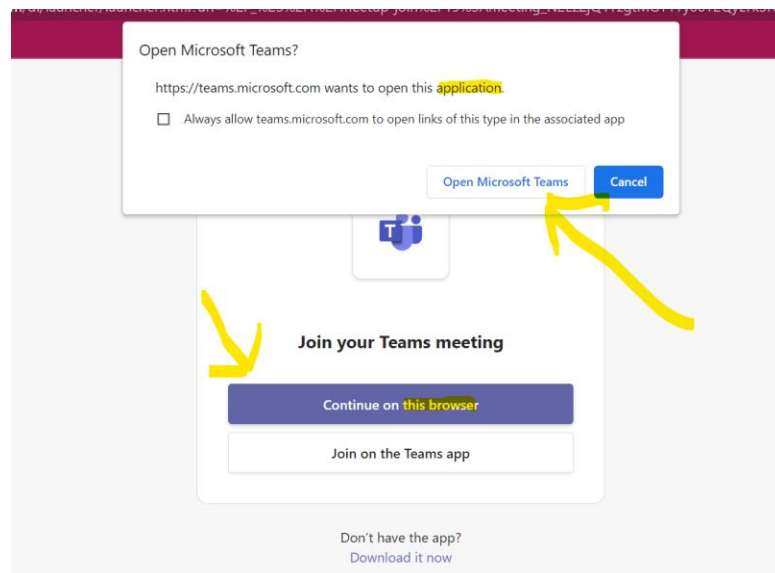 Open Microsoft Teams?
https://teams.microsoft.com wants to open this application.
Always allow teams.microsoft.com to open links of this type in the associated app
Open Microsoft Teams Cancel
T
Join your Teams meeting
Continue on this browser
Join on the Teams app
Don't have the app?
Download it now